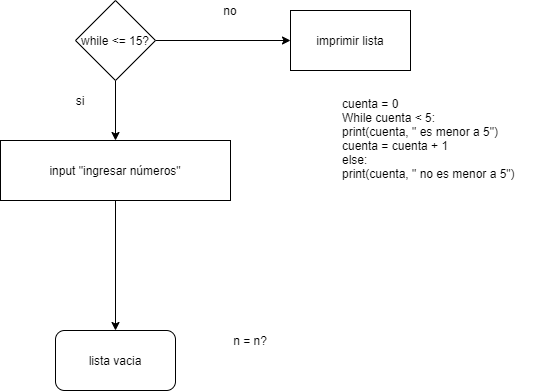 no
while <= 15?
imprimir lista
si
cuenta = 0
While cuenta < 5:
print(cuenta, " es menor a 5")
cuenta = cuenta + 1
else:
print(cuenta, " no es menor a 5")
input "ingresar números"
n = n?
lista vacia